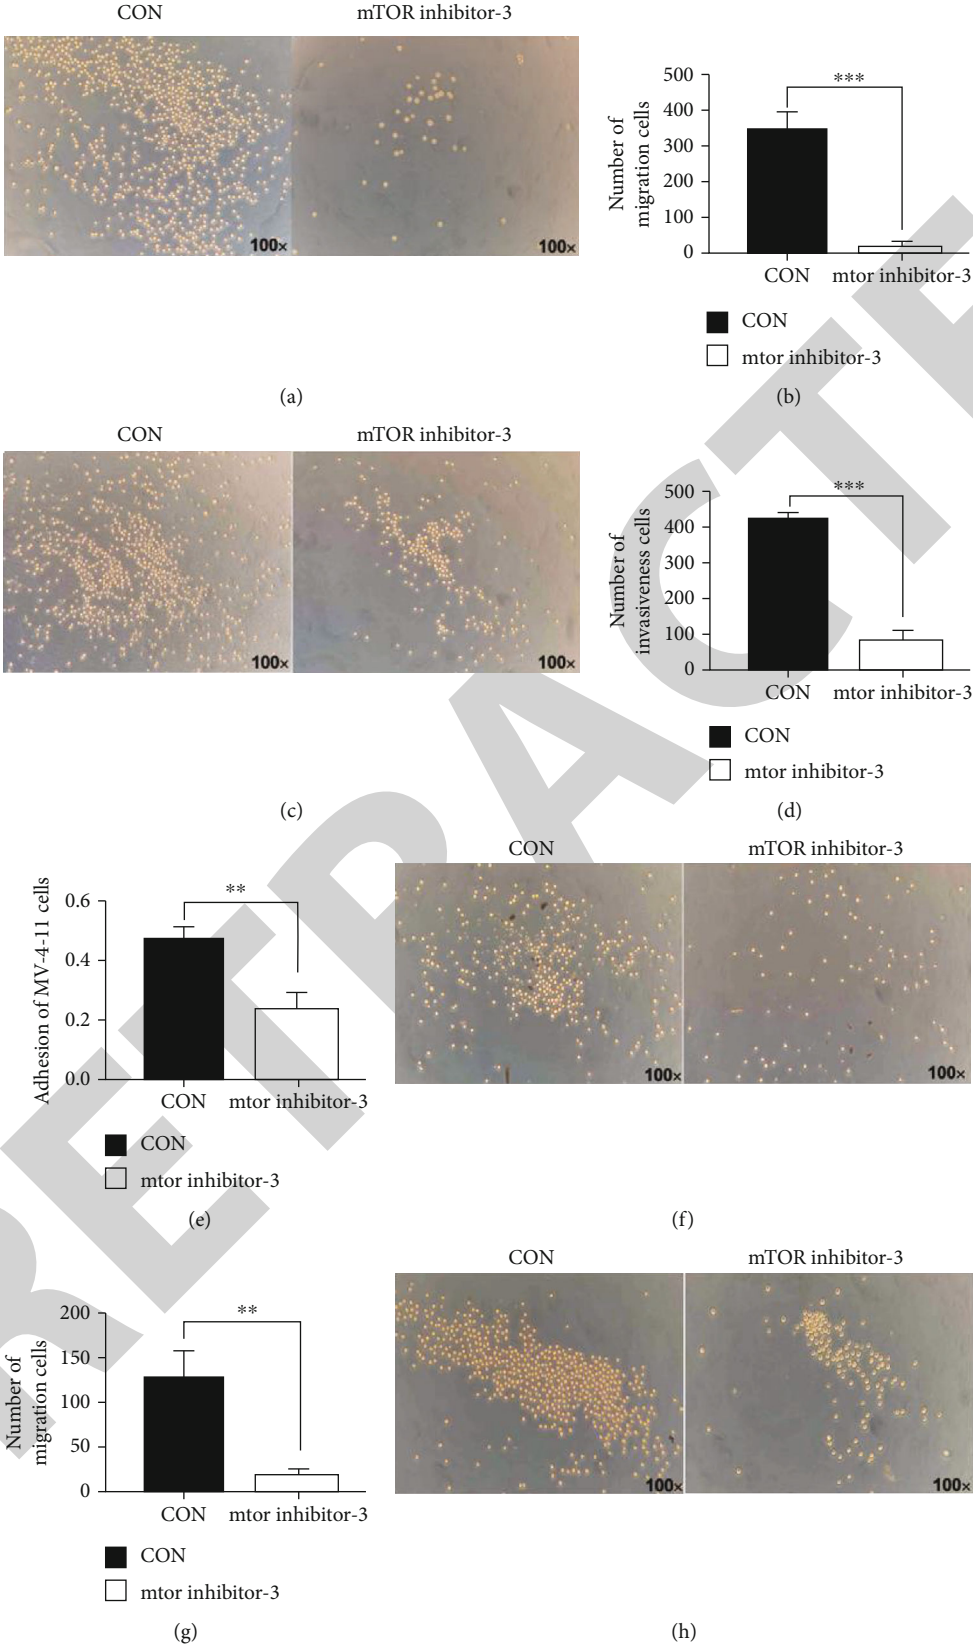 CON mTOR inhibitor-3
100× 100×
Number of
migration cells
500
400
300
200
100
0
***
CON mtor inhibitor-3
CON
mtor inhibitor-3
(a) (b)
CON mTOR inhibitor-3
100× 100×
Number of
invasiveness cells
500
400
300
200
100
0
***
CON mtor inhibitor-3
CON
mtor inhibitor-3
(c) (d)
Adhesion of MV-4-11 cells
0.6
0.4
0.2
0.0
**
CON mtor inhibitor-3
CON
mtor inhibitor-3
(e)
CON mTOR inhibitor-3
100× 100×
(f)
Number of
migration cells
200
150
100
50
0
**
CON mtor inhibitor-3
CON
mtor inhibitor-3
(g)
CON mTOR inhibitor-3
100× 100×
(h)
RETRACTE